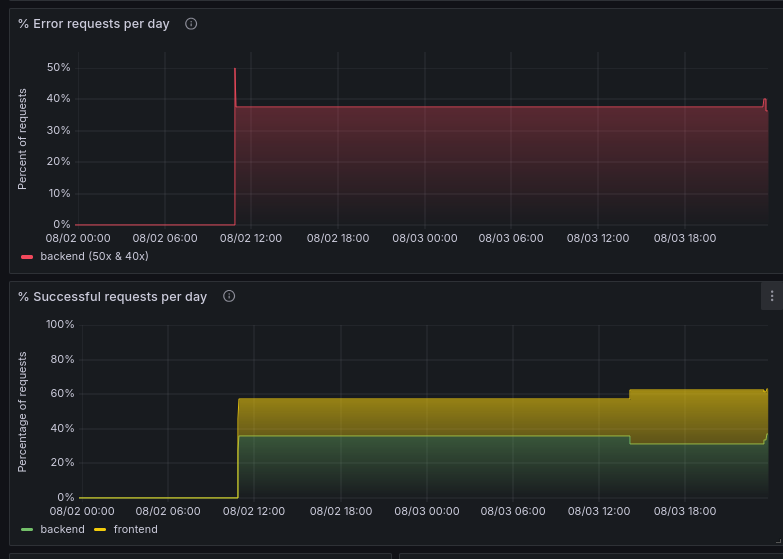 % Error requests per day
Percent of requests
50%
40%
30%
20%
10%
0%
08/02 00:00 08/02 06:00 08/02 12:00 08/02 18:00 08/03 00:00 08/03 06:00 08/03 12:00 08/03 18:00
backend (50x & 40x)
% Successful requests per day
Percentage of requests
100%
80%
60%
40%
20%
0%
08/02 00:00 08/02 06:00 08/02 12:00 08/02 18:00 08/03 00:00 08/03 06:00 08/03 12:00 08/03 18:00
backend frontend